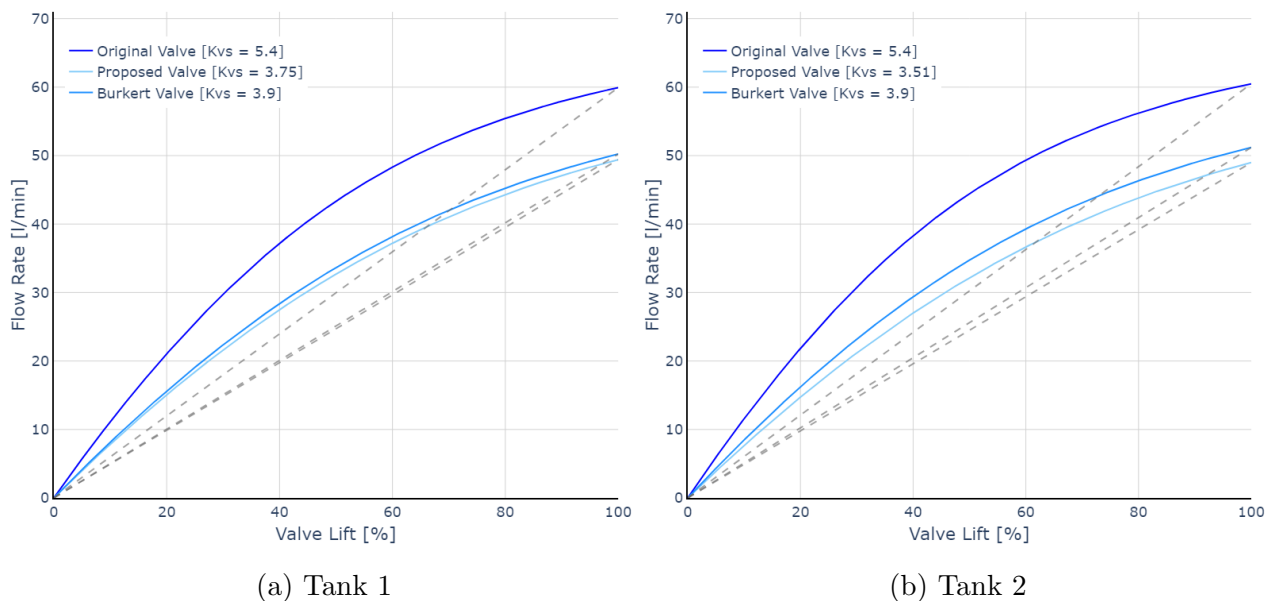 70
60
50
40
30
20
10
0
Flow Rate [l/min]
Original Valve [Kvs = 5.4]
Proposed Valve [Kvs = 3.75]
Burkert Valve [Kvs = 3.9]
0 20 40 60 80 100
Valve Lift [%]
(a) Tank 1
70
60
50
40
30
20
10
0
Flow Rate [l/min]
Original Valve [Kvs = 5.4]
Proposed Valve [Kvs = 3.51]
Burkert Valve [Kvs = 3.9]
0 20 40 60 80 100
Valve Lift [%]
(b) Tank 2